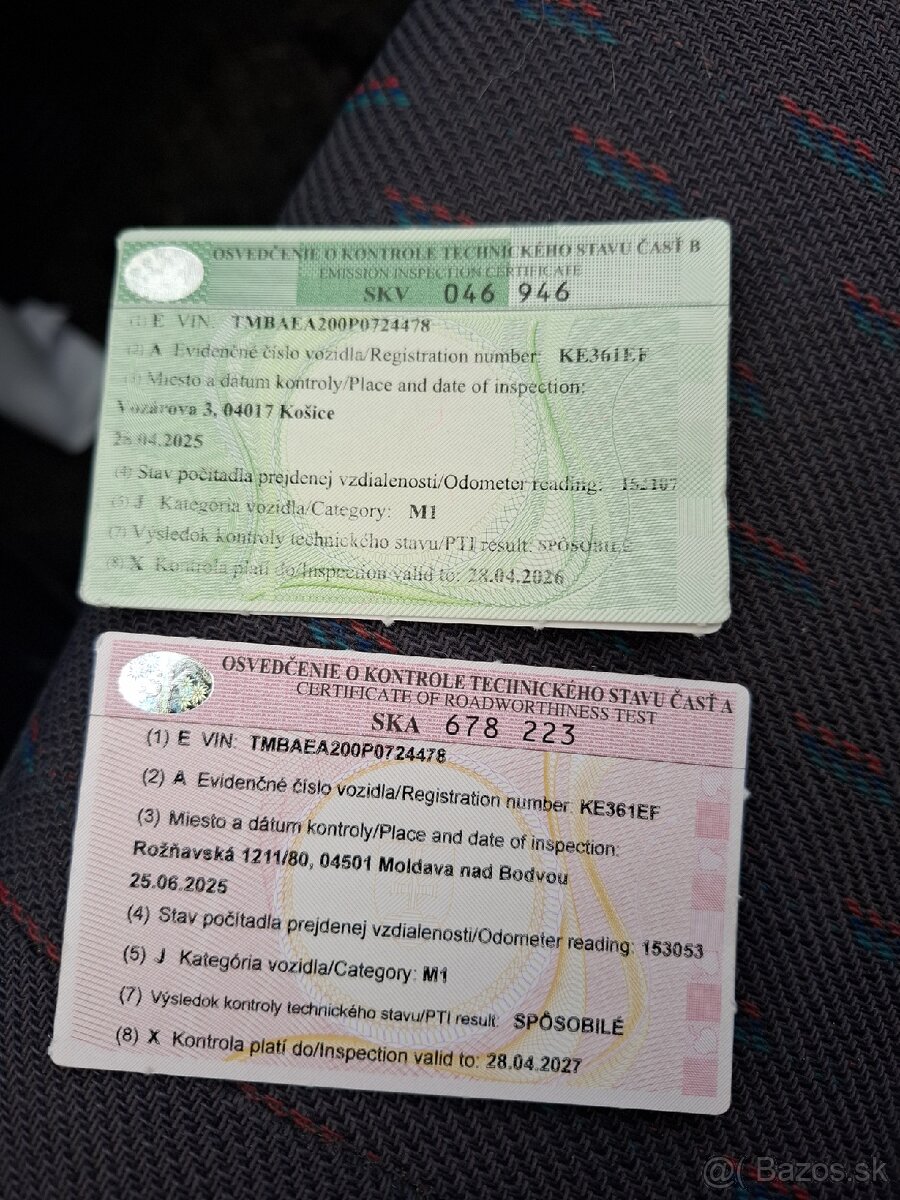 OSVEDČENIE O KONTROLE TECHNICKÉHO STAVU ČASŤ B
EMISSION INSPECTION CERTIFICATE
SKV 046 946
(1) E VIN: TMBAEA200P0724478
(2) A Evidenčné číslo vozidla/Registration number: KE361EF
(3) Miesto a dátum kontroly/Place and date of inspection:
Vozárova 3, 04017 Košice
28.04.2025
(4) Stav počítadla prejdenej vzdialenosti/Odometer reading:
(5) J Kategória vozidla/Category: M1
(7) Výsledok kontroly technického stavu/PTI result: SPÔSOBILÉ
(8) X Kontrola platí do/Inspection valid to: 28.04.2026
OSVEDČENIE O KONTROLE TECHNICKÉHO STAVU ČASŤ A
CERTIFICATE OF ROADWORTHINESS TEST
SKA 678 223
(1) E VIN: TMBAEA200P0724478
(2) A Evidenčné číslo vozidla/Registration number: KE361EF
(3) Miesto a dátum kontroly/Place and date of inspection:
Rožňavská 1211/80, 04501 Moldava nad Bodvou
25.06.2025
(4) Stav počítadla prejdenej vzdialenosti/Odometer reading: 153053
(5) J Kategória vozidla/Category: M1
(7) Výsledok kontroly technického stavu/PTI result: SPÔSOBILÉ
(8) X Kontrola platí do/Inspection valid to: 28.04.2027
@( Bazos.sk